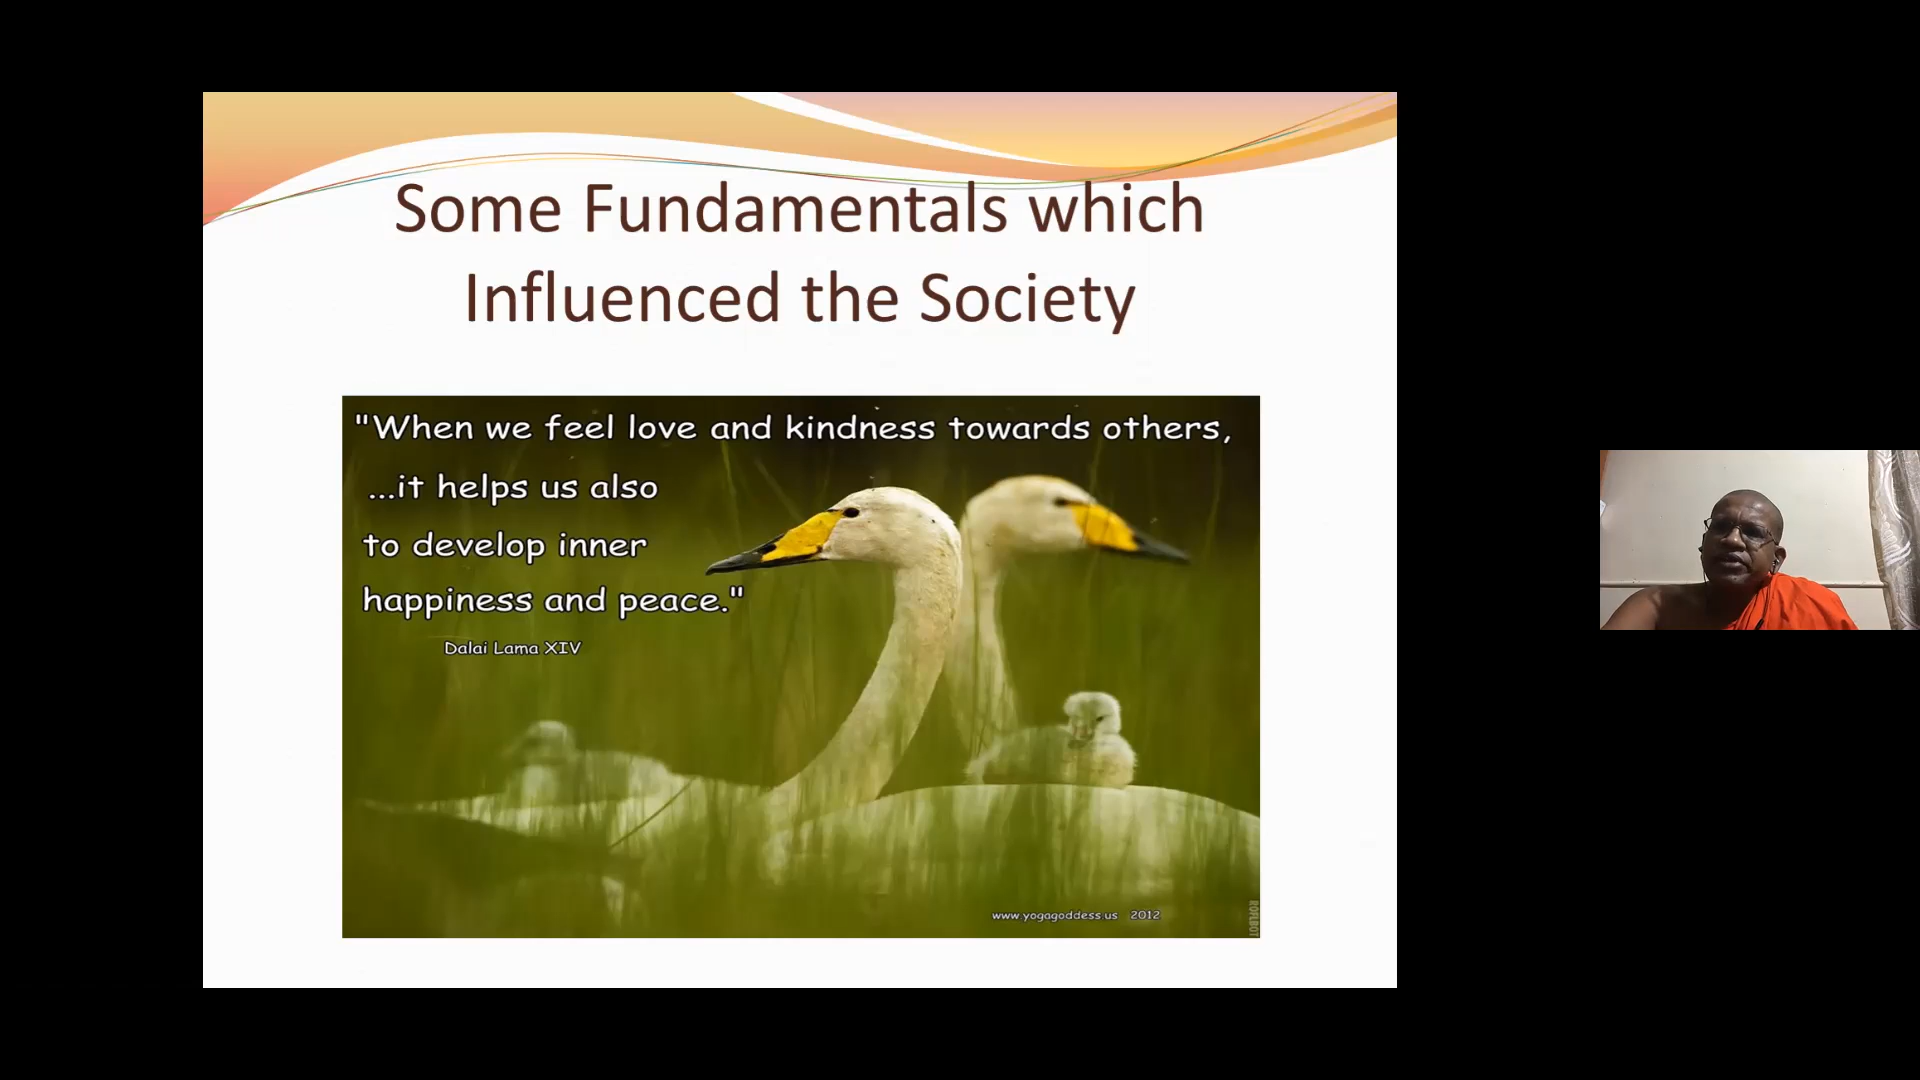 Some Fundamentals which
Influenced the Society
"When we feel love and kindness towards others,
...it helps us also
to develop inner
happiness and peace."
Dalai Lama XIV
www.yogagoddess.us 2012
ROFLBOT